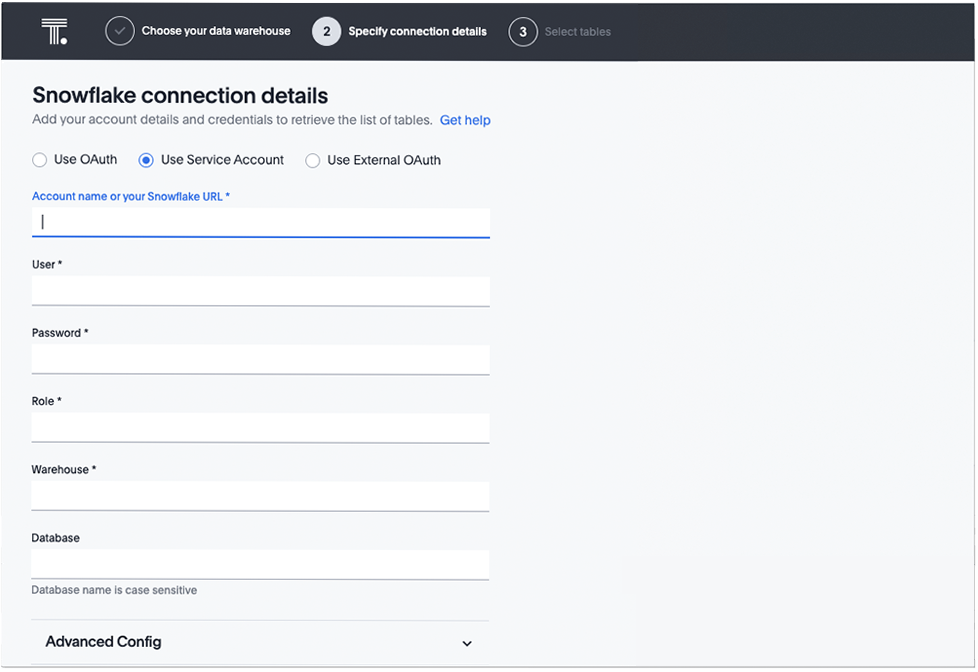 T. Choose your data warehouse 2 Specify connection details 3 Select tables
Snowflake connection details
Add your account details and credentials to retrieve the list of tables. Get help
Use OAuth Use Service Account Use External OAuth
Account name or your Snowflake URL *
User *
Password *
Role *
Warehouse *
Database
Database name is case sensitive
Advanced Config